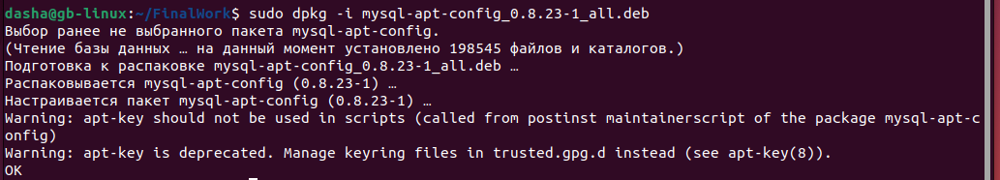 dasha@gb-linux:~/FinalWork$ sudo dpkg -i mysql-apt-config_0.8.23-1_all.deb
Выбор ранее не выбранного пакета mysql-apt-config.
(Чтение базы данных … на данный момент установлено 198545 файлов и каталогов.)
Подготовка к распаковке mysql-apt-config_0.8.23-1_all.deb …
Распаковывается mysql-apt-config (0.8.23-1) …
Настраивается пакет mysql-apt-config (0.8.23-1) …
Warning: apt-key should not be used in scripts (called from postinst maintainerscript of the package mysql-apt-c
onfig)
Warning: apt-key is deprecated. Manage keyring files in trusted.gpg.d instead (see apt-key(8)).
OK